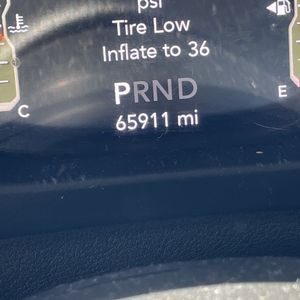 psi
Tire Low
Inflate to 36
PRND
65911 mi
C
E